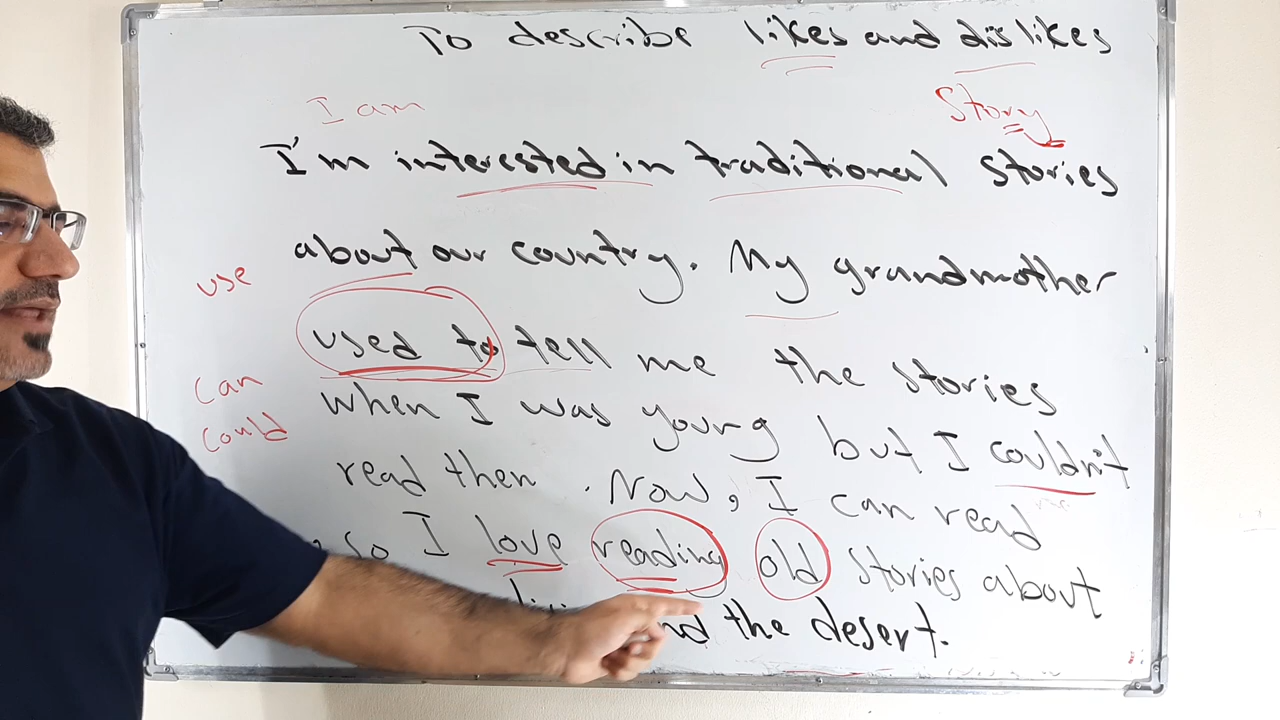 To describe likes and dislikes
I am
Story
I'm interested in traditional stories
about our country. My grandmother
use
used to tell me the stories
can
could
when I was young but I couldn't
read then. Now, I can read
so I love reading old stories about
the desert.